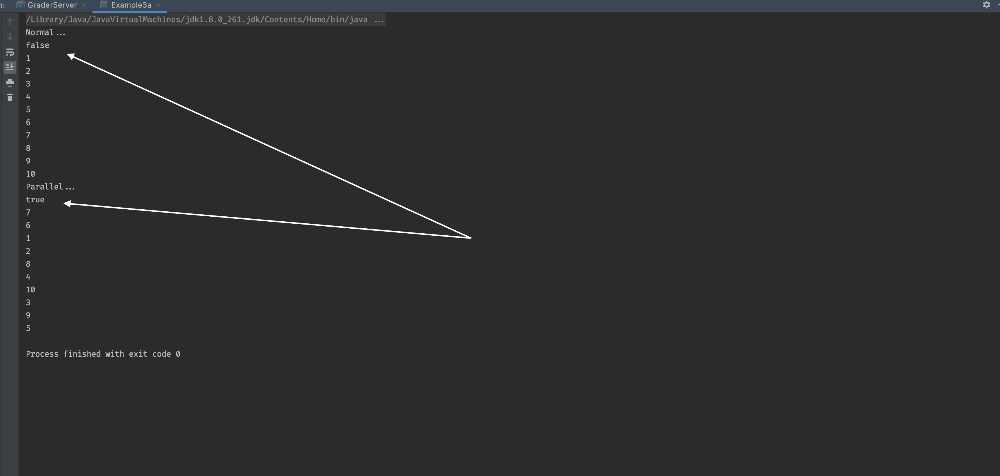 n: GraderServer Example3a
/Library/Java/JavaVirtualMachines/jdk1.8.0_261.jdk/Contents/Home/bin/java ...
Normal...
false
1
2
3
4
5
6
7
8
9
10
Parallel...
true
7
6
1
2
8
4
10
3
9
5
Process finished with exit code 0